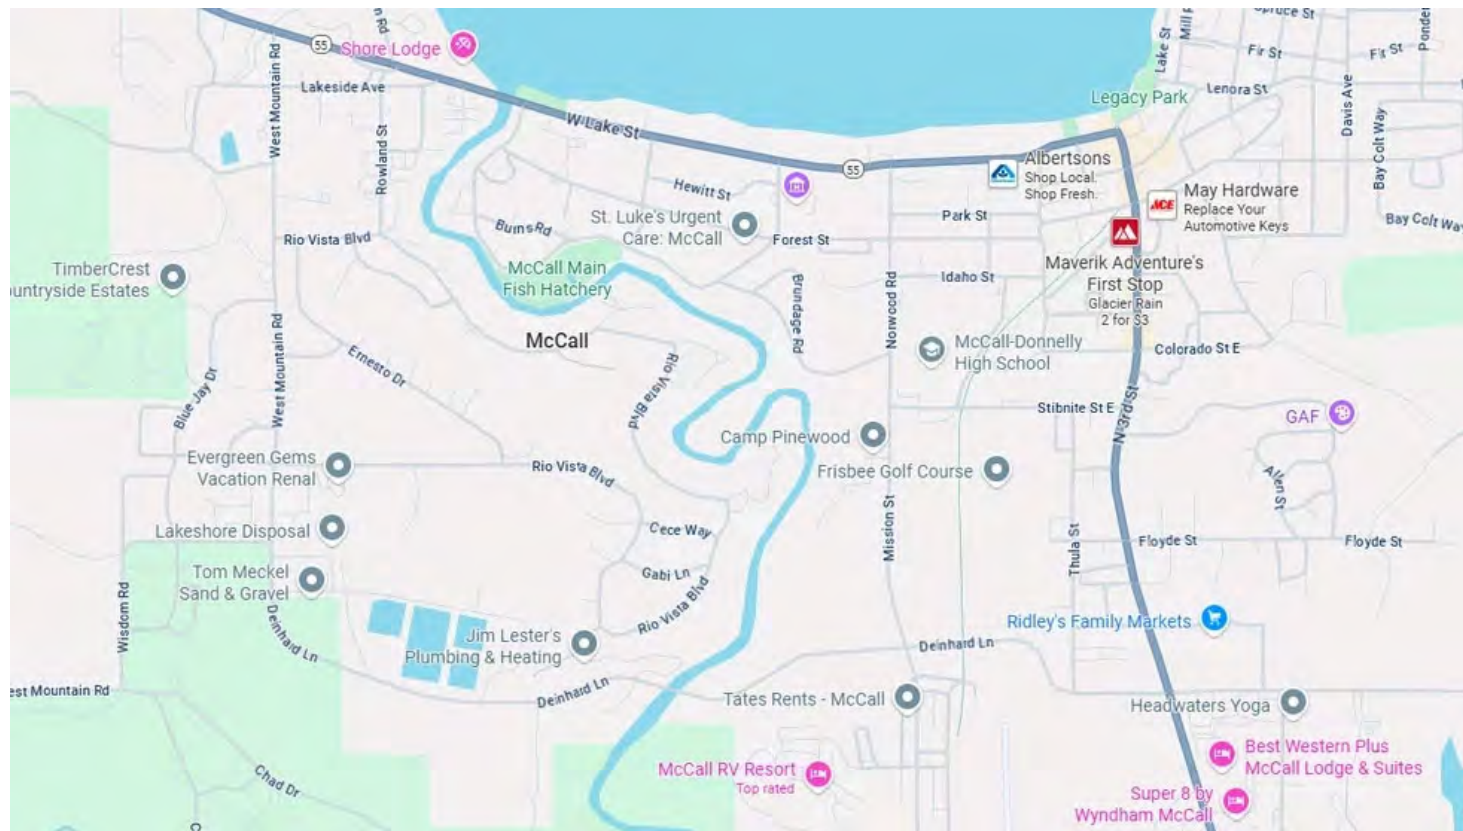 Spruce St
Mill
Lake St
Ponder
55
Shore Lodge
Fir St
Fir St
West Mountain Rd
Lakeside Ave
Legacy Park
Lenora St
Davis Ave
W Lake St
Rowland St
55
Albertsons
Shop Local.
Shop Fresh.
Bay Colt Way
Hewitt St
May Hardware
Replace Your
Automotive Keys
ACE
St. Luke's Urgent
Care: McCall
Park St
Bay Colt Way
Burns Rd
Rio Vista Blvd
Forest St
TimberCrest
ountryside Estates
McCall Main
Fish Hatchery
Idaho St
Maverik Adventure's
First Stop
Glacier Rain
2 for $3
Brundage Rd
Norwood Rd
West Mountain Rd
McCall
McCall-Donnelly
High School
Colorado St E
Ernesto Dr
Rio Vista Blvd
Blue Jay Dr
Stibnite St E
N 3rd St
GAF
Camp Pinewood
Evergreen Gems
Vacation Renal
Rio Vista Blvd
Frisbee Golf Course
Allen St
Lakeshore Disposal
Cece Way
Mission St
Thula St
Floyde St
Floyde St
Tom Meckel
Sand & Gravel
Gabi Ln
Wisdom Rd
Deinhard Ln
Rio Vista Blvd
Ridley's Family Markets
Jim Lester's
Plumbing & Heating
Deinhard Ln
est Mountain Rd
Deinhard Ln
Tates Rents - McCall
Headwaters Yoga
McCall RV Resort
Top rated
Best Western Plus
McCall Lodge & Suites
Chad Dr
Super 8 by
Wyndham McCall